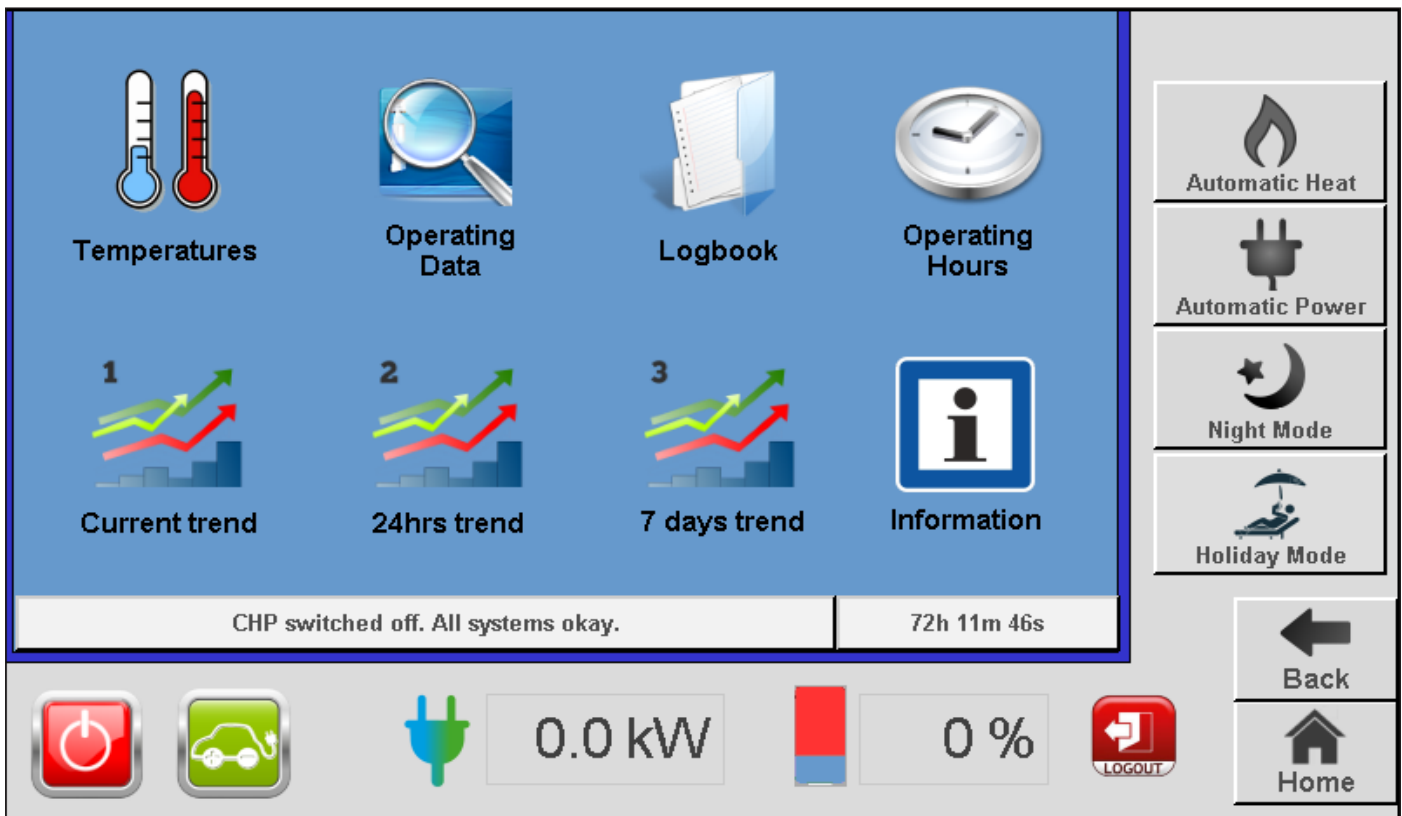 Temperatures
Operating
Data
Logbook
Operating
Hours
1
Current trend
2
24hrs trend
3
7 days trend
i
Information
CHP switched off. All systems okay.
72h 11m 46s
Automatic Heat
Automatic Power
Night Mode
Holiday Mode
Back
Home
0.0 kW
0 %
LOGOUT